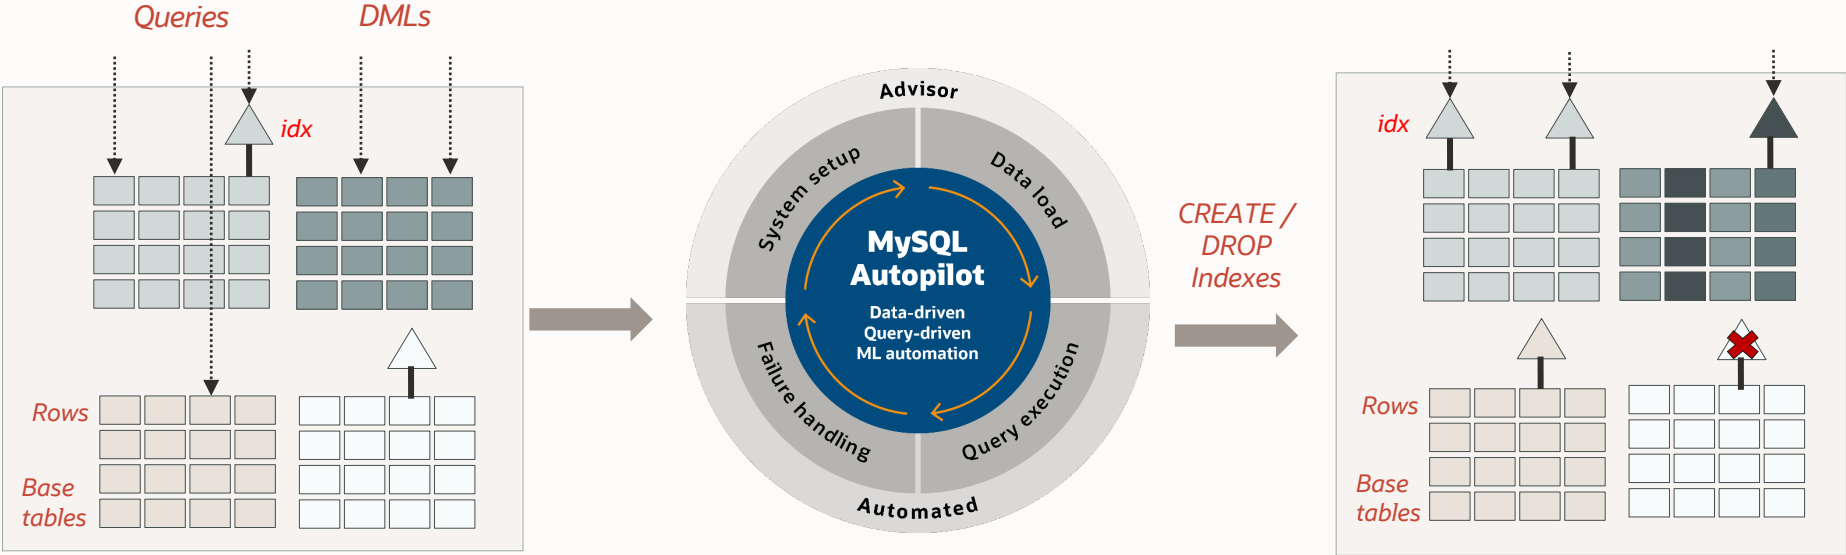 Queries
DMLs
idx
Rows
Base
tables
Advisor
System setup
Data load
MySQL
Autopilot
Data-driven
Query-driven
ML automation
Failure handling
Query execution
Automated
CREATE /
DROP
Indexes
idx
Rows
Base
tables